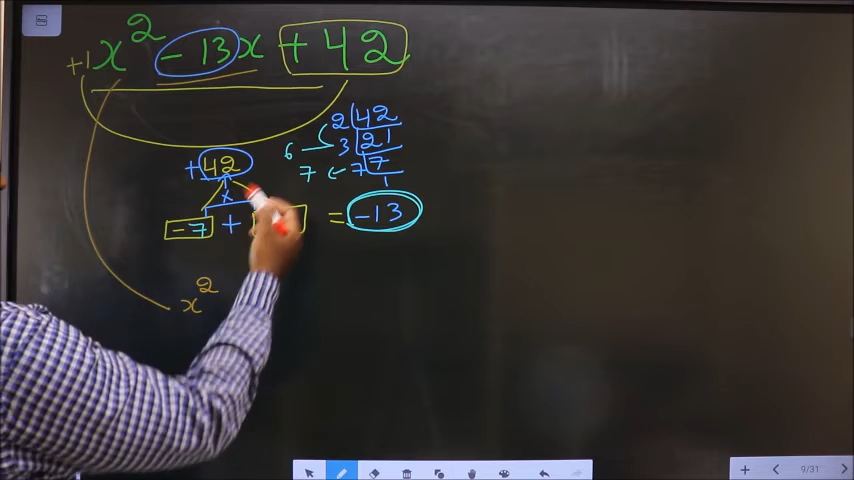 +1x² - 13x + 42
2 | 42
6 3 | 21
7 7 | 7
1
+42
x
-7 + = -13
x²
9/31